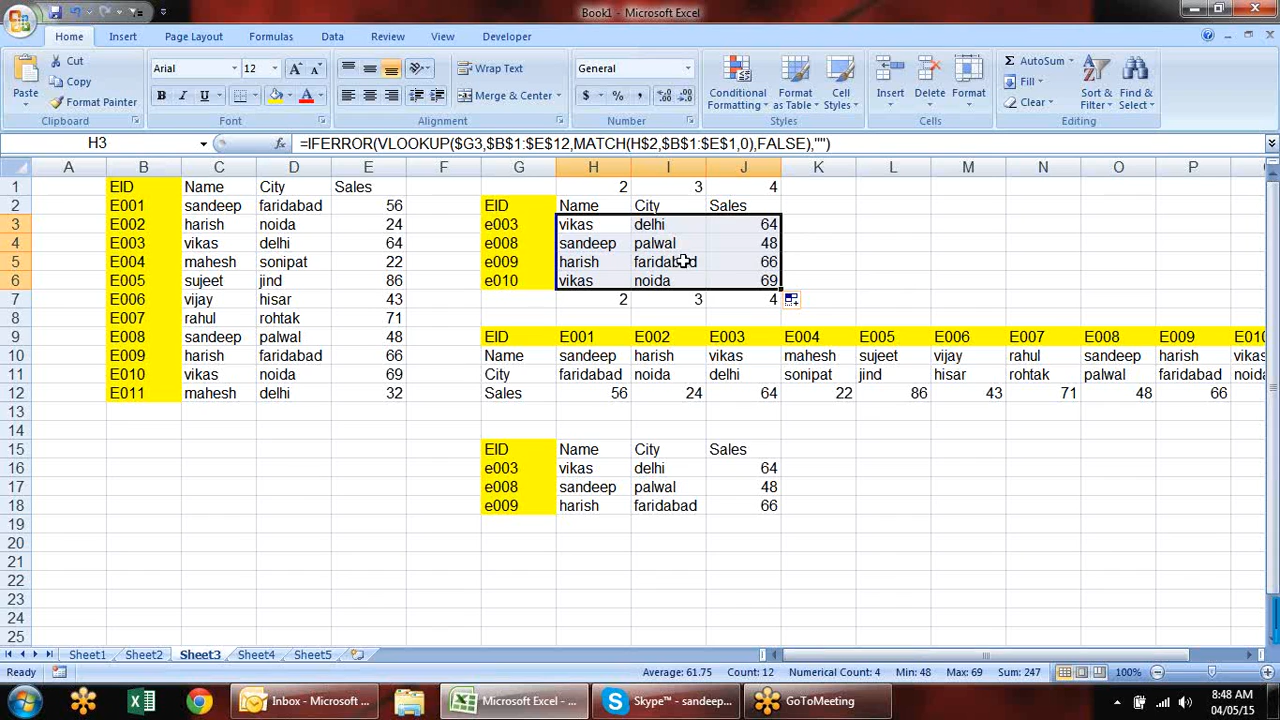 Book1 - Microsoft Excel
Home Insert Page Layout Formulas Data Review View Developer
Paste Cut Copy Format Painter
Clipboard
Arial 12
B I U A
Font
Wrap Text
Merge & Center
Alignment
General
$ % ,
Number
Conditional Formatting Format as Table Cell Styles
Styles
Insert Delete Format
Cells
Σ AutoSum Fill Clear
Sort & Filter Find & Select
Editing
H3 fx =IFERROR(VLOOKUP($G3,$B$1:$E$12,MATCH(H$2,$B$1:$E$1,0),FALSE),"")
A B C D E F G H I J K L M N O P
1 EID Name City Sales 2 3 4
2 E001 sandeep faridabad 56 EID Name City Sales
3 E002 harish noida 24 e003 vikas delhi 64
4 E003 vikas delhi 64 e008 sandeep palwal 48
5 E004 mahesh sonipat 22 e009 harish faridabad 66
6 E005 sujeet jind 86 e010 vikas noida 69
7 E006 vijay hisar 43 2 3 4
8 E007 rahul rohtak 71
9 E008 sandeep palwal 48 EID E001 E002 E003 E004 E005 E006 E007 E008 E009 E010
10 E009 harish faridabad 66 Name sandeep harish vikas mahesh sujeet vijay rahul sandeep harish vikas
11 E010 vikas noida 69 City faridabad noida delhi sonipat jind hisar rohtak palwal faridabad
12 E011 mahesh delhi 32 Sales 56 24 64 22 86 43 71 48 66
13
14
15 EID Name City Sales
16 e003 vikas delhi 64
17 e008 sandeep palwal 48
18 e009 harish faridabad 66
19
20
21
22
23
24
25
Sheet1 Sheet2 Sheet3 Sheet4 Sheet5
Ready Average: 61.75 Count: 12 Numerical Count: 4 Min: 48 Max: 69 Sum: 247 100%
Inbox - Microsoft ... Microsoft Excel - ... Skype™ - sandeep... GoToMeeting 8:48 AM
04/05/15